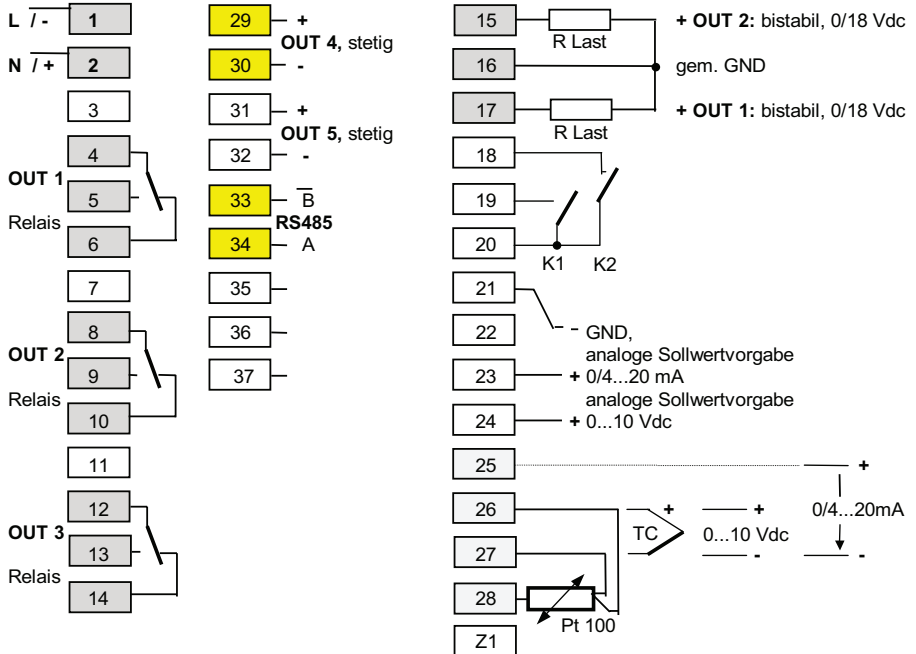 L / - 1
N / + 2
3
4
OUT 1
5
Relais
6
7
8
OUT 2
9
Relais
10
11
12
OUT 3
13
Relais
14
29 +
OUT 4, stetig
30 -
31 +
OUT 5, stetig
32 -
33 B̅
RS485
34 A
35
36
37
15 + OUT 2: bistabil, 0/18 Vdc
R Last
16 gem. GND
17 + OUT 1: bistabil, 0/18 Vdc
R Last
18
19
20
K1 K2
21
22 GND,
analoge Sollwertvorgabe
23 + 0/4...20 mA
analoge Sollwertvorgabe
24 + 0...10 Vdc
25 +
26 + + 0/4...20mA
TC 0...10 Vdc
27 - -
28
Pt 100
Z1